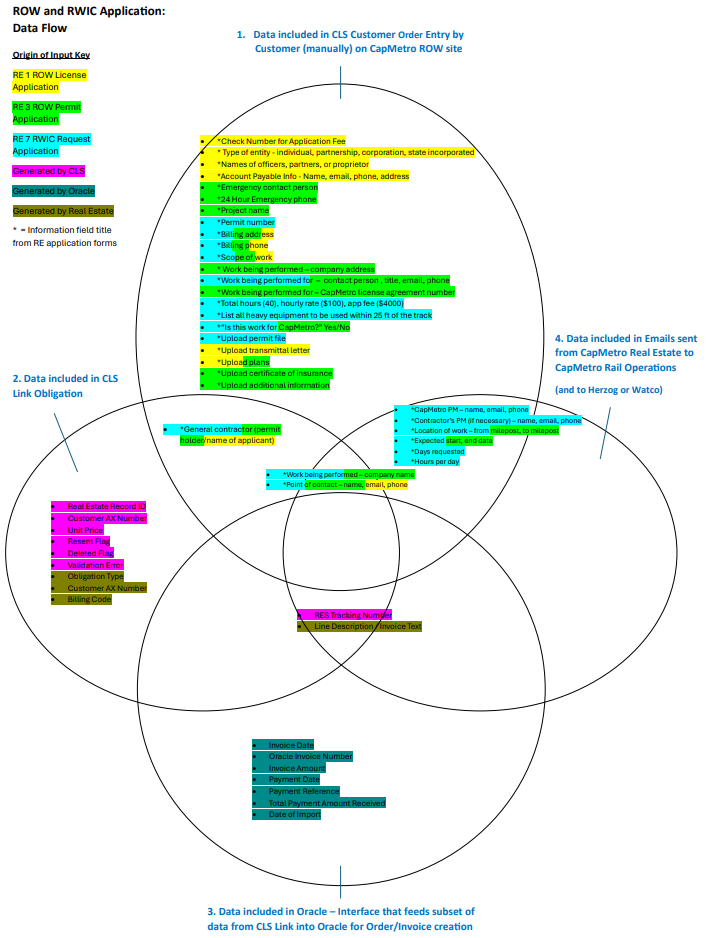 ROW and RWIC Application:
Data Flow
Origin of Input Key
RE 1 ROW License
Application
RE 3 ROW Permit
Application
RE 7 RWIC Request
Application
Generated by CLS
Generated by Oracle
Generated by Real Estate
* = Information field title
from RE application forms
1. Data included in CLS Customer Order Entry by
Customer (manually) on CapMetro ROW site
• *Check Number for Application Fee
• * Type of entity - individual, partnership, corporation, state incorporated
• *Names of officers, partners, or proprietor
• *Account Payable Info - Name, email, phone, address
• *Emergency contact person
• *24 Hour Emergency phone
• *Project name
• *Permit number
• *Billing address
• *Billing phone
• *Scope of work
• * Work being performed – company address
• *Work being performed for – contact person , title, email, phone
• *Work being performed for – CapMetro license agreement number
• *Total hours (40), hourly rate ($100), app fee ($4000)
• *List all heavy equipment to be used within 25 ft of the track
• *"Is this work for CapMetro?" Yes/No
• *Upload permit file
• *Upload transmittal letter
• *Upload plans
• *Upload certificate of insurance
• *Upload additional information
4. Data included in Emails sent
from CapMetro Real Estate to
CapMetro Rail Operations
(and to Herzog or Watco)
2. Data included in CLS
Link Obligation
• *CapMetro PM – name, email, phone
• *Contractor's PM (if necessary) – name, email, phone
• *Location of work – from milepost, to milepost
• *Expected start, end date
• *Days requested
• *Hours per day
• *General contractor (permit
holder/name of applicant)
• *Work being performed – company name
• *Point of contact – name, email, phone
• Real Estate Record ID
• Customer AX Number
• Unit Price
• Resent Flag
• Deleted Flag
• Validation Error
• Obligation Type
• Customer AX Number
• Billing Code
• RES Tracking Number
• Line Description / Invoice Text
• Invoice Date
• Oracle Invoice Number
• Invoice Amount
• Payment Date
• Payment Reference
• Total Payment Amount Received
• Date of Import
3. Data included in Oracle – Interface that feeds subset of
data from CLS Link into Oracle for Order/Invoice creation